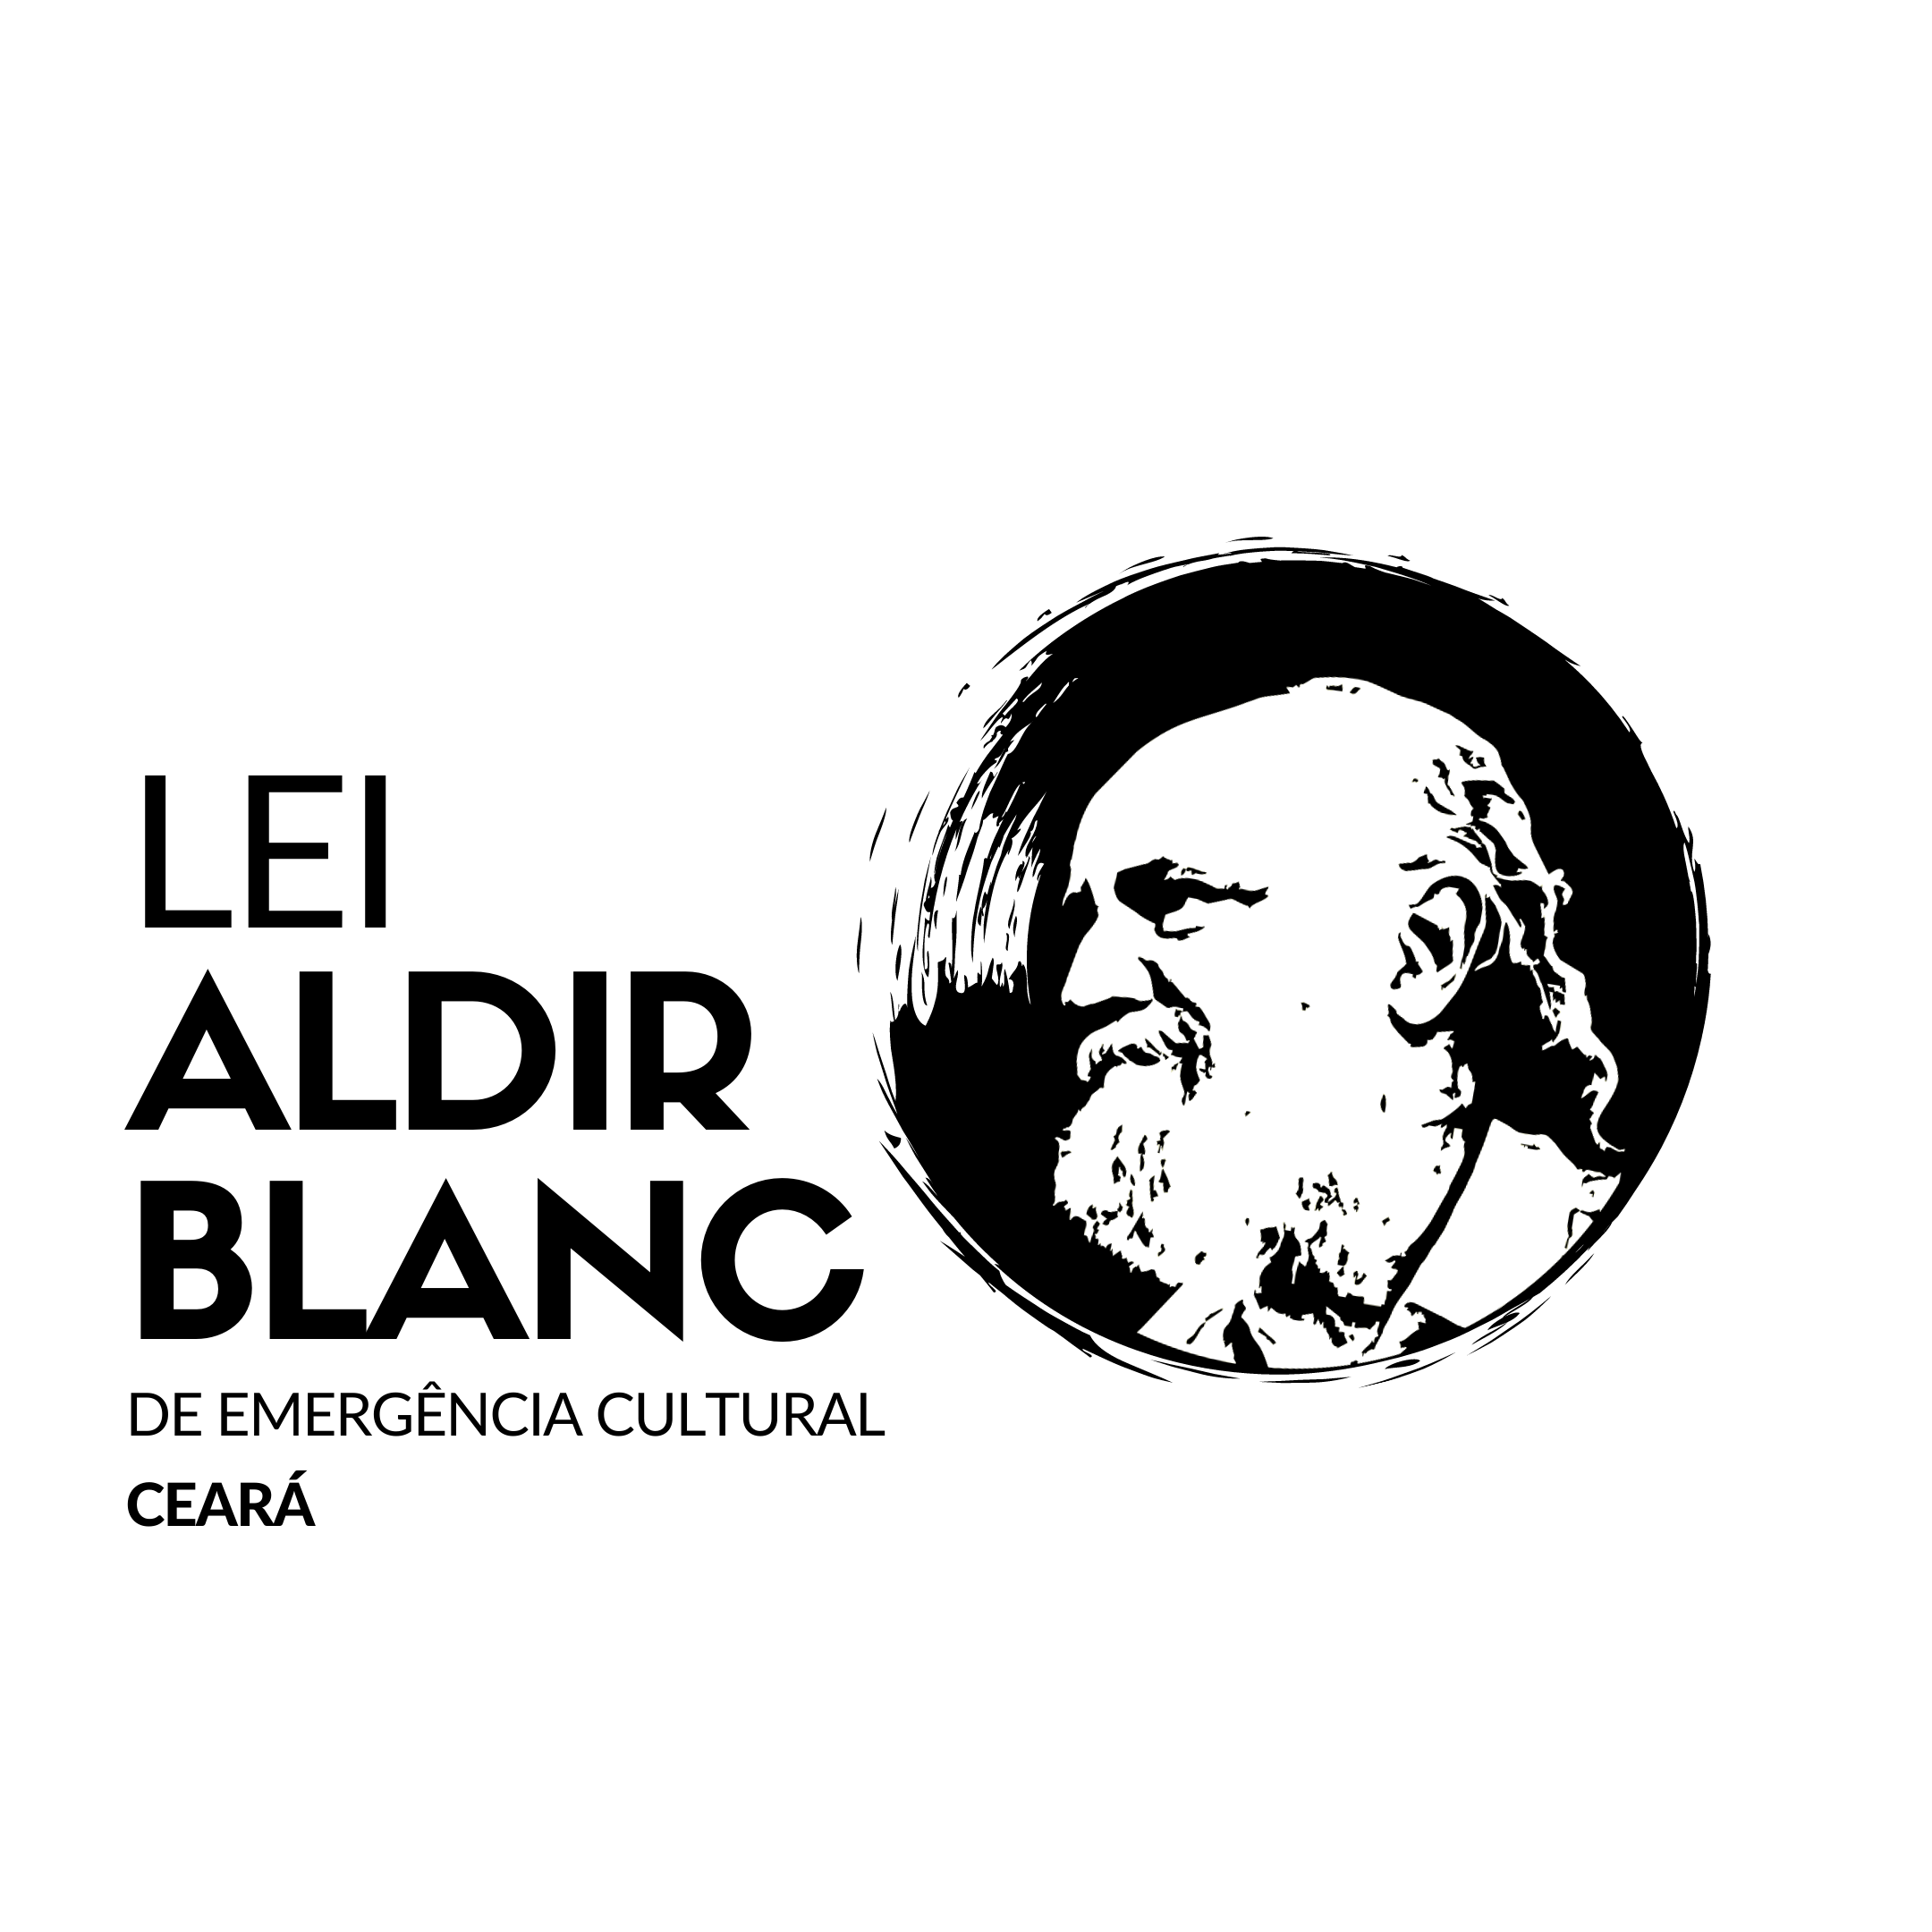 LEI
ALDIR
BLANC
DE EMERGÊNCIA CULTURAL
CEARÁ